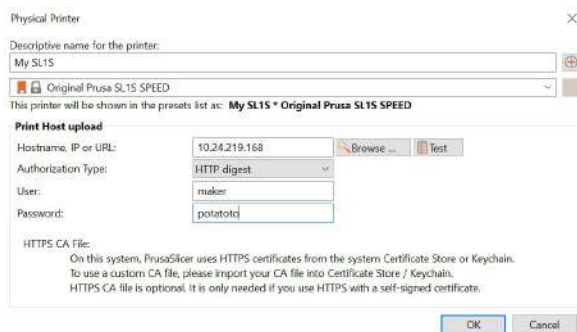 Physical Printer
Descriptive name for the printer:
My SL1S
Original Prusa SL1S SPEED
This printer will be shown in the presets list as: My SL1S * Original Prusa SL1S SPEED
Print Host upload
Hostname, IP or URL: 10.24.219.168 Browse ... Test
Authorization Type: HTTP digest
User: maker
Password: potatoto
HTTPS CA File:
On this system, PrusaSlicer uses HTTPS certificates from the system Certificate Store or Keychain.
To use a custom CA file, please import your CA file into Certificate Store / Keychain.
HTTPS CA file is optional. It is only needed if you use HTTPS with a self-signed certificate.
OK Cancel